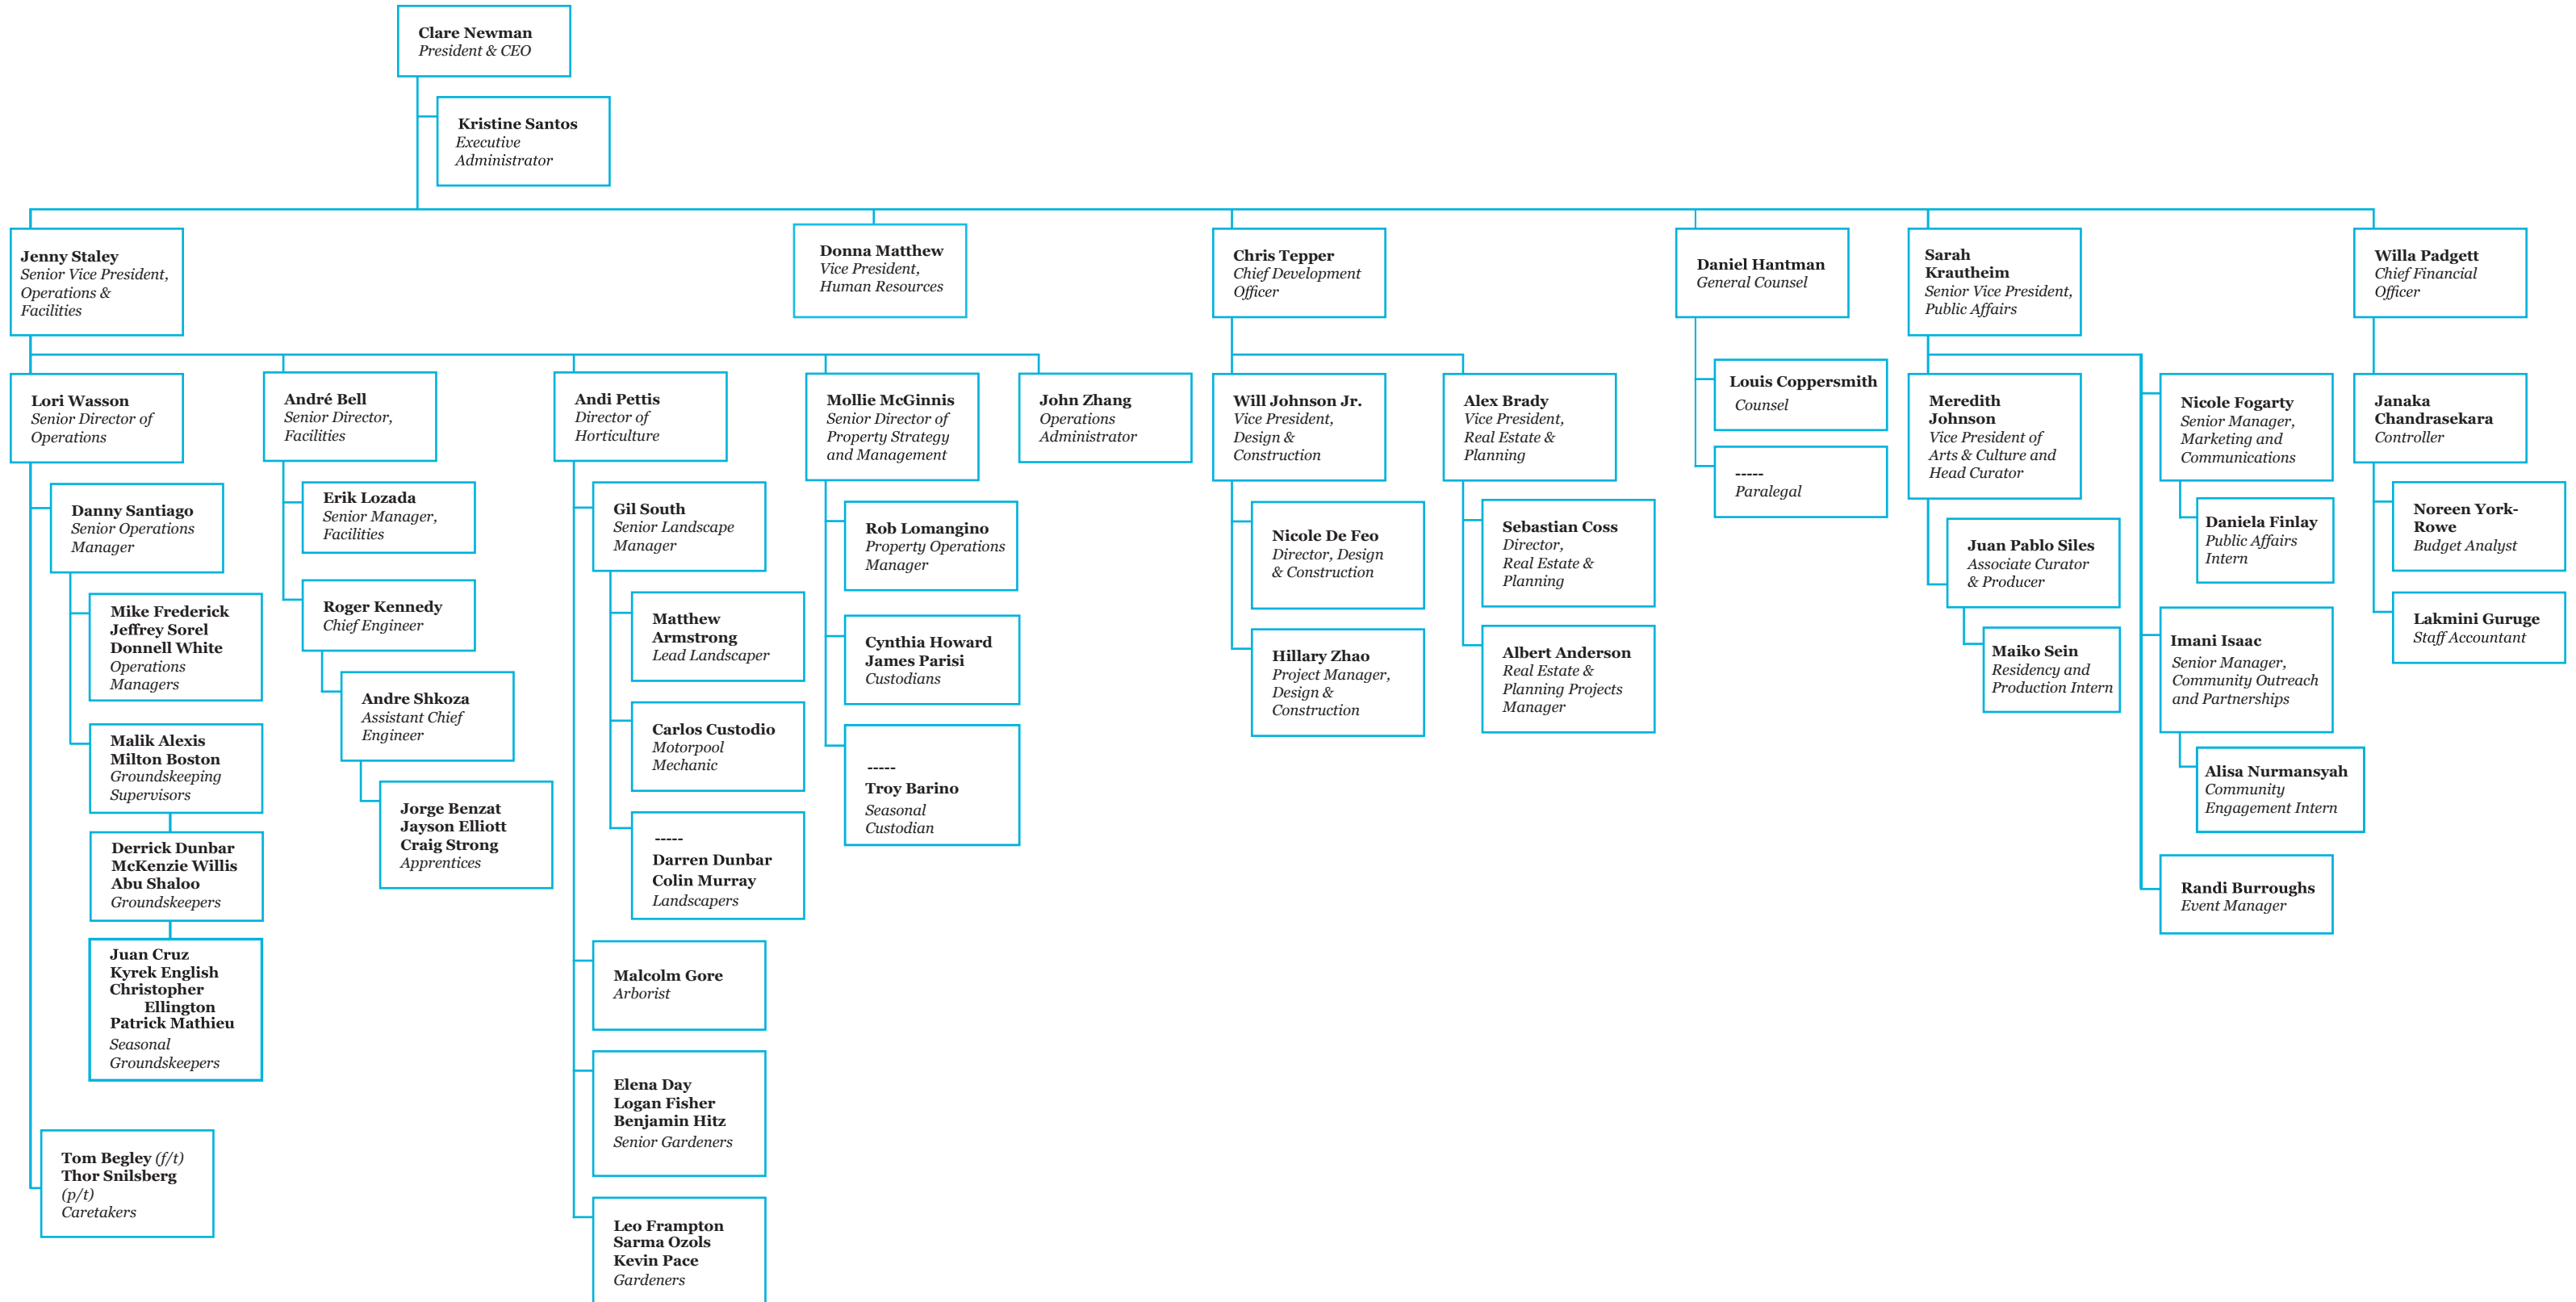 Clare Newman
President & CEO
Kristine Santos
Executive
Administrator
Jenny Staley
Senior Vice President,
Operations &
Facilities
Donna Matthew
Vice President,
Human Resources
Chris Tepper
Chief Development
Officer
Daniel Hantman
General Counsel
Sarah
Krautheim
Senior Vice President,
Public Affairs
Willa Padgett
Chief Financial
Officer
Lori Wasson
Senior Director of
Operations
Danny Santiago
Senior Operations
Manager
Mike Frederick
Jeffrey Sorel
Donnell White
Operations
Managers
Malik Alexis
Milton Boston
Groundskeeping
Supervisors
Derrick Dunbar
McKenzie Willis
Abu Shaloo
Groundskeepers
Juan Cruz
Kyrek English
Christopher
Ellington
Patrick Mathieu
Seasonal
Groundskeepers
Tom Begley (f/t)
Thor Snilsberg
(p/t)
Caretakers
André Bell
Senior Director,
Facilities
Erik Lozada
Senior Manager,
Facilities
Roger Kennedy
Chief Engineer
Andre Shkoza
Assistant Chief
Engineer
Jorge Benzat
Jayson Elliott
Craig Strong
Apprentices
Andi Pettis
Director of
Horticulture
Gil South
Senior Landscape
Manager
Matthew
Armstrong
Lead Landscaper
Carlos Custodio
Motorpool
Mechanic
-----
Darren Dunbar
Colin Murray
Landscapers
Malcolm Gore
Arborist
Elena Day
Logan Fisher
Benjamin Hitz
Senior Gardeners
Leo Frampton
Sarma Ozols
Kevin Pace
Gardeners
Mollie McGinnis
Senior Director of
Property Strategy
and Management
Rob Lomangino
Property Operations
Manager
Cynthia Howard
James Parisi
Custodians
-----
Troy Barino
Seasonal
Custodian
John Zhang
Operations
Administrator
Will Johnson Jr.
Vice President,
Design &
Construction
Nicole De Feo
Director, Design
& Construction
Hillary Zhao
Project Manager,
Design &
Construction
Alex Brady
Vice President,
Real Estate &
Planning
Sebastian Coss
Director,
Real Estate &
Planning
Albert Anderson
Real Estate &
Planning Projects
Manager
Louis Coppersmith
Counsel
-----
Paralegal
Meredith
Johnson
Vice President of
Arts & Culture and
Head Curator
Juan Pablo Siles
Associate Curator
& Producer
Maiko Sein
Residency and
Production Intern
Nicole Fogarty
Senior Manager,
Marketing and
Communications
Daniela Finlay
Public Affairs
Intern
Imani Isaac
Senior Manager,
Community Outreach
and Partnerships
Alisa Nurmansyah
Community
Engagement Intern
Randi Burroughs
Event Manager
Janaka
Chandrasekara
Controller
Noreen York-
Rowe
Budget Analyst
Lakmini Guruge
Staff Accountant